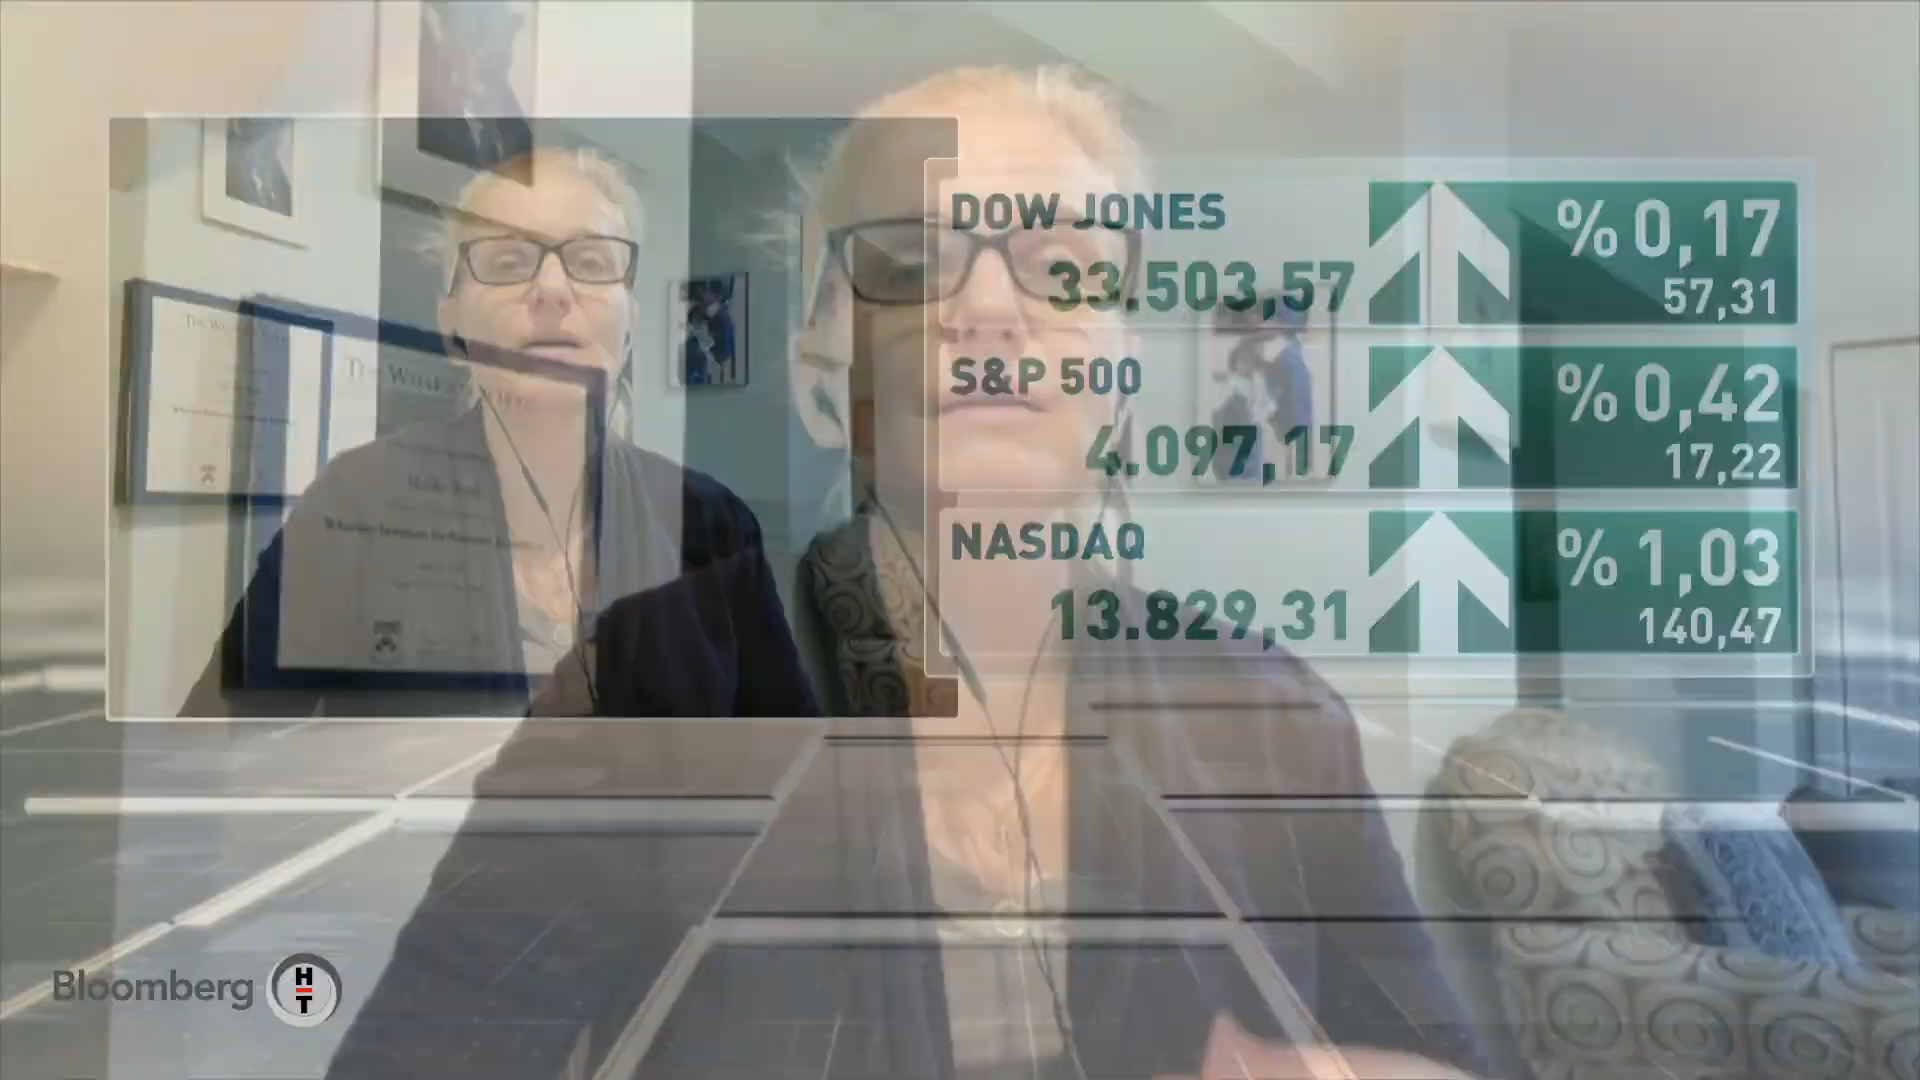 DOW JONES
33.503,57
% 0,17
57,31
S&P 500
4.097,17
% 0,42
17,22
NASDAQ
13.829,31
% 1,03
140,47
Bloomberg HT